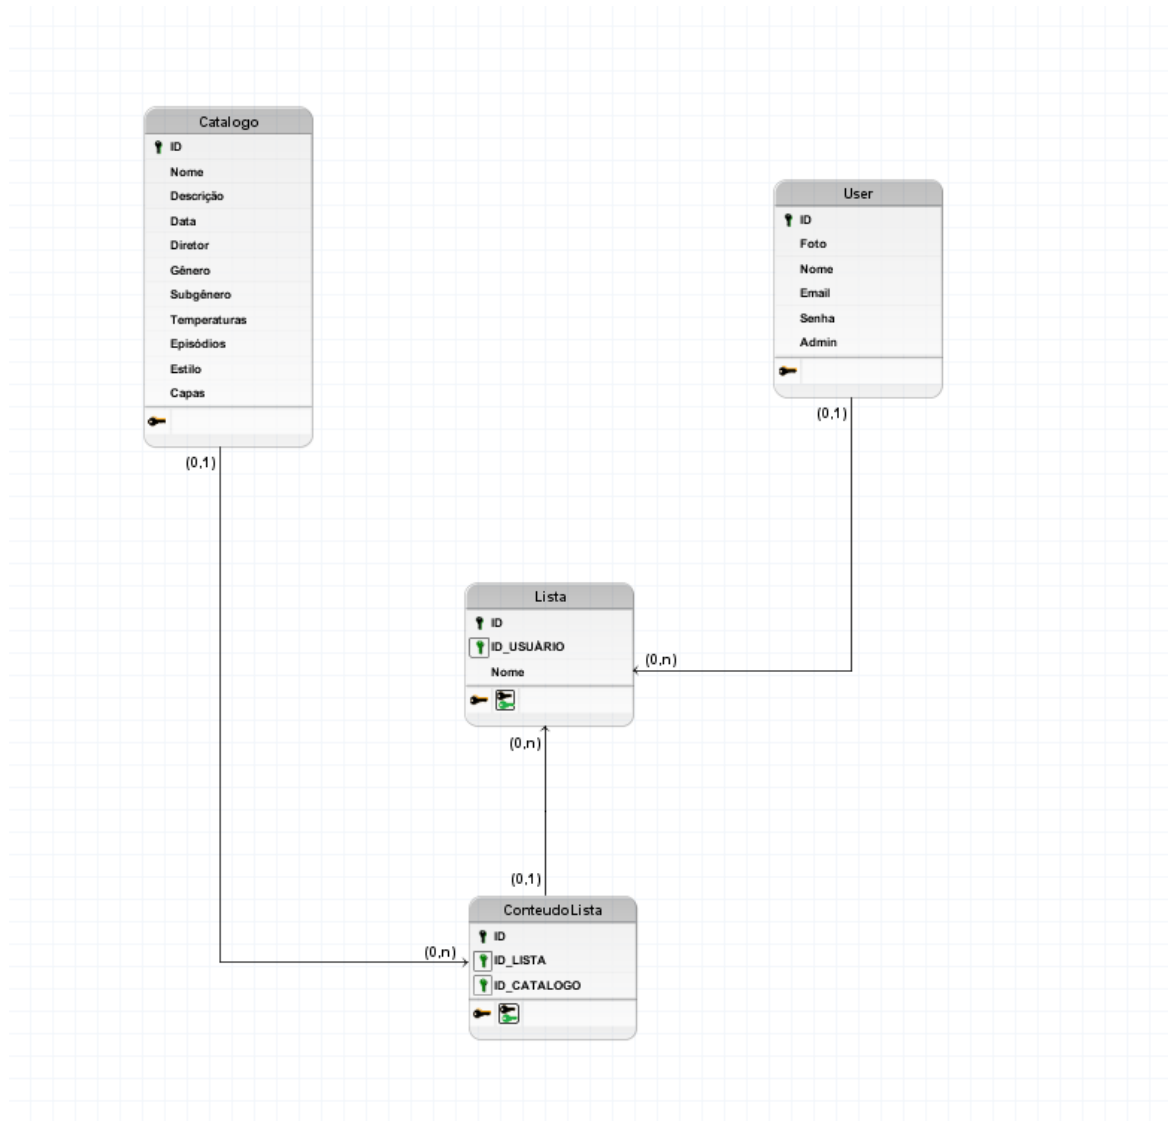 Catalogo
ID
Nome
Descrição
Data
Diretor
Gênero
Subgênero
Temperaturas
Episódios
Estilo
Capas
(0,1)
User
ID
Foto
Nome
Email
Senha
Admin
(0,1)
Lista
ID
ID_USUÁRIO
Nome
(0,n)
(0,n)
(0,1)
ConteudoLista
ID
ID_LISTA
ID_CATALOGO
(0,n)